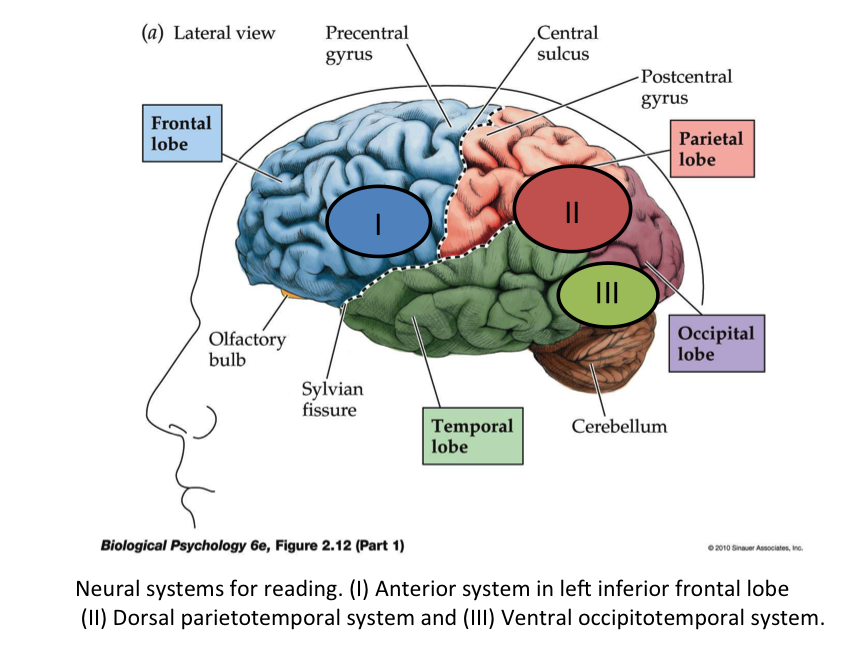 (a) Lateral view
Precentral
gyrus
Central
sulcus
Postcentral
gyrus
Frontal
lobe
Parietal
lobe
I
II
III
Olfactory
bulb
Occipital
lobe
Sylvian
fissure
Temporal
lobe
Cerebellum
Biological Psychology 6e, Figure 2.12 (Part 1)
© 2010 Sinauer Associates, Inc.
Neural systems for reading. (I) Anterior system in left inferior frontal lobe
(II) Dorsal parietotemporal system and (III) Ventral occipitotemporal system.